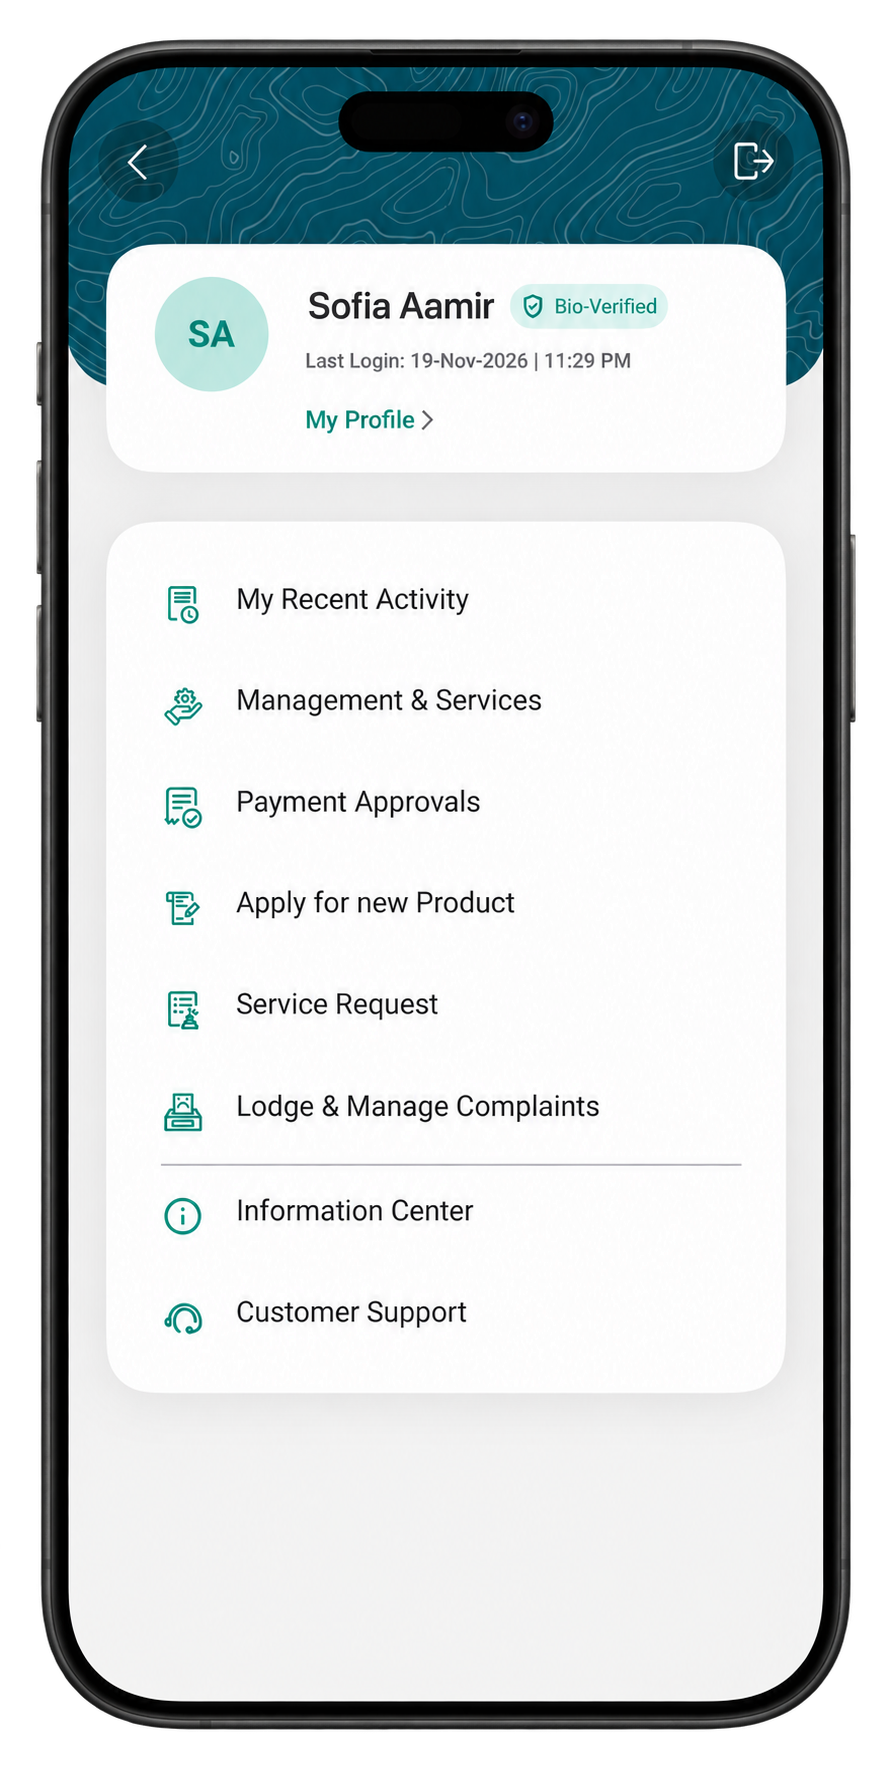 SA
Sofia Aamir
Bio-Verified
Last Login: 19-Nov-2026 | 11:29 PM
My Profile
My Recent Activity
Management & Services
Payment Approvals
Apply for new Product
Service Request
Lodge & Manage Complaints
Information Center
Customer Support